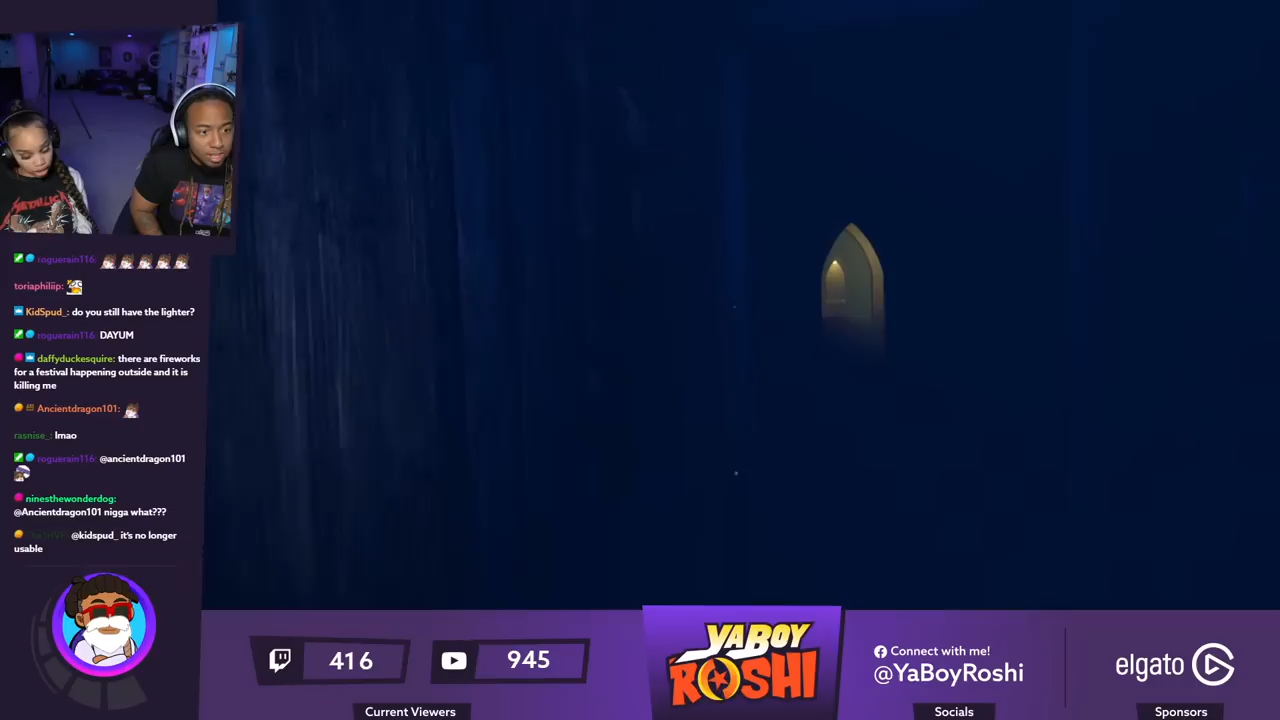 METALLICA
roguerain116:
toriaphiliip:
KidSpud_: do you still have the lighter?
roguerain116: DAYUM
daffyduckesquire: there are fireworks
for a festival happening outside and it is
killing me
Ancientdragon101:
rasnise_: lmao
roguerain116: @ancientdragon101
ninesthewonderdog:
@Ancientdragon101 nigga what???
@kidspud_ it's no longer
usable
416
945
Current Viewers
YABOY
ROSHI
Connect with me!
@YaBoyRoshi
Socials
elgato
Sponsors